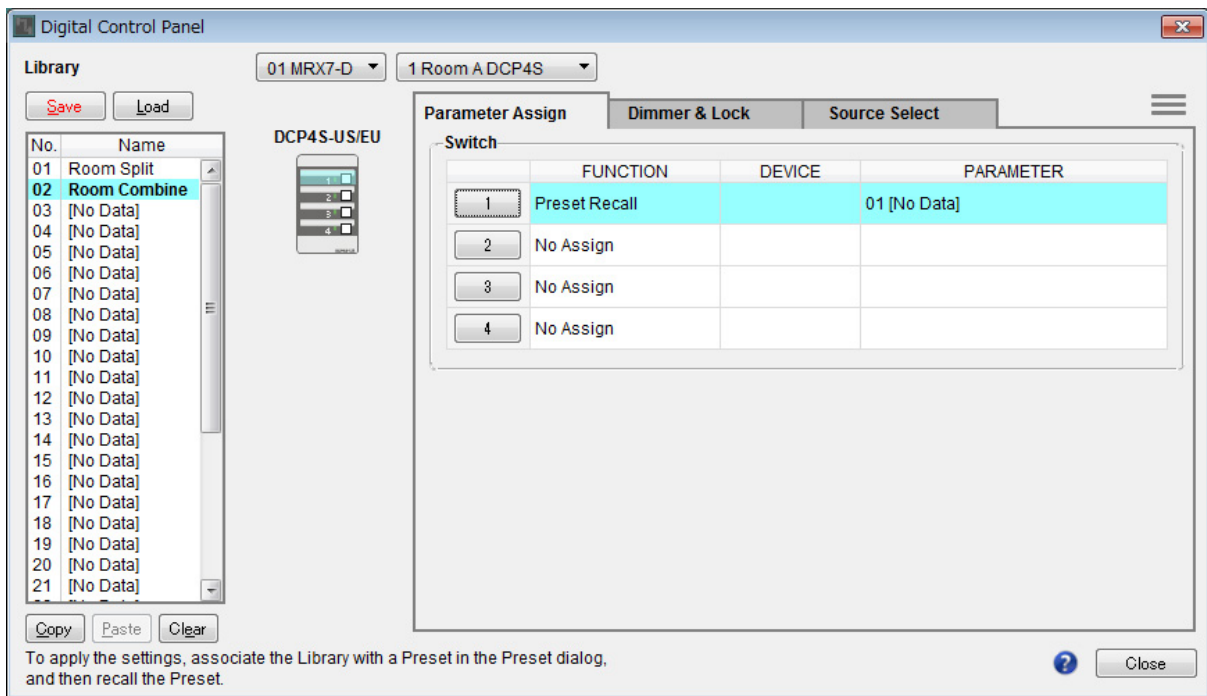 Digital Control Panel
Library
01 MRX7-D
1 Room A DCP4S
Save
Load
Parameter Assign
Dimmer & Lock
Source Select
No.
Name
01 Room Split
02 Room Combine
03 [No Data]
04 [No Data]
05 [No Data]
06 [No Data]
07 [No Data]
08 [No Data]
09 [No Data]
10 [No Data]
11 [No Data]
12 [No Data]
13 [No Data]
14 [No Data]
15 [No Data]
16 [No Data]
17 [No Data]
18 [No Data]
19 [No Data]
20 [No Data]
21 [No Data]
DCP4S-US/EU
1
2
3
4
Switch
FUNCTION DEVICE PARAMETER
1 Preset Recall 01 [No Data]
2 No Assign
3 No Assign
4 No Assign
Copy
Paste
Clear
To apply the settings, associate the Library with a Preset in the Preset dialog,
and then recall the Preset.
?
Close